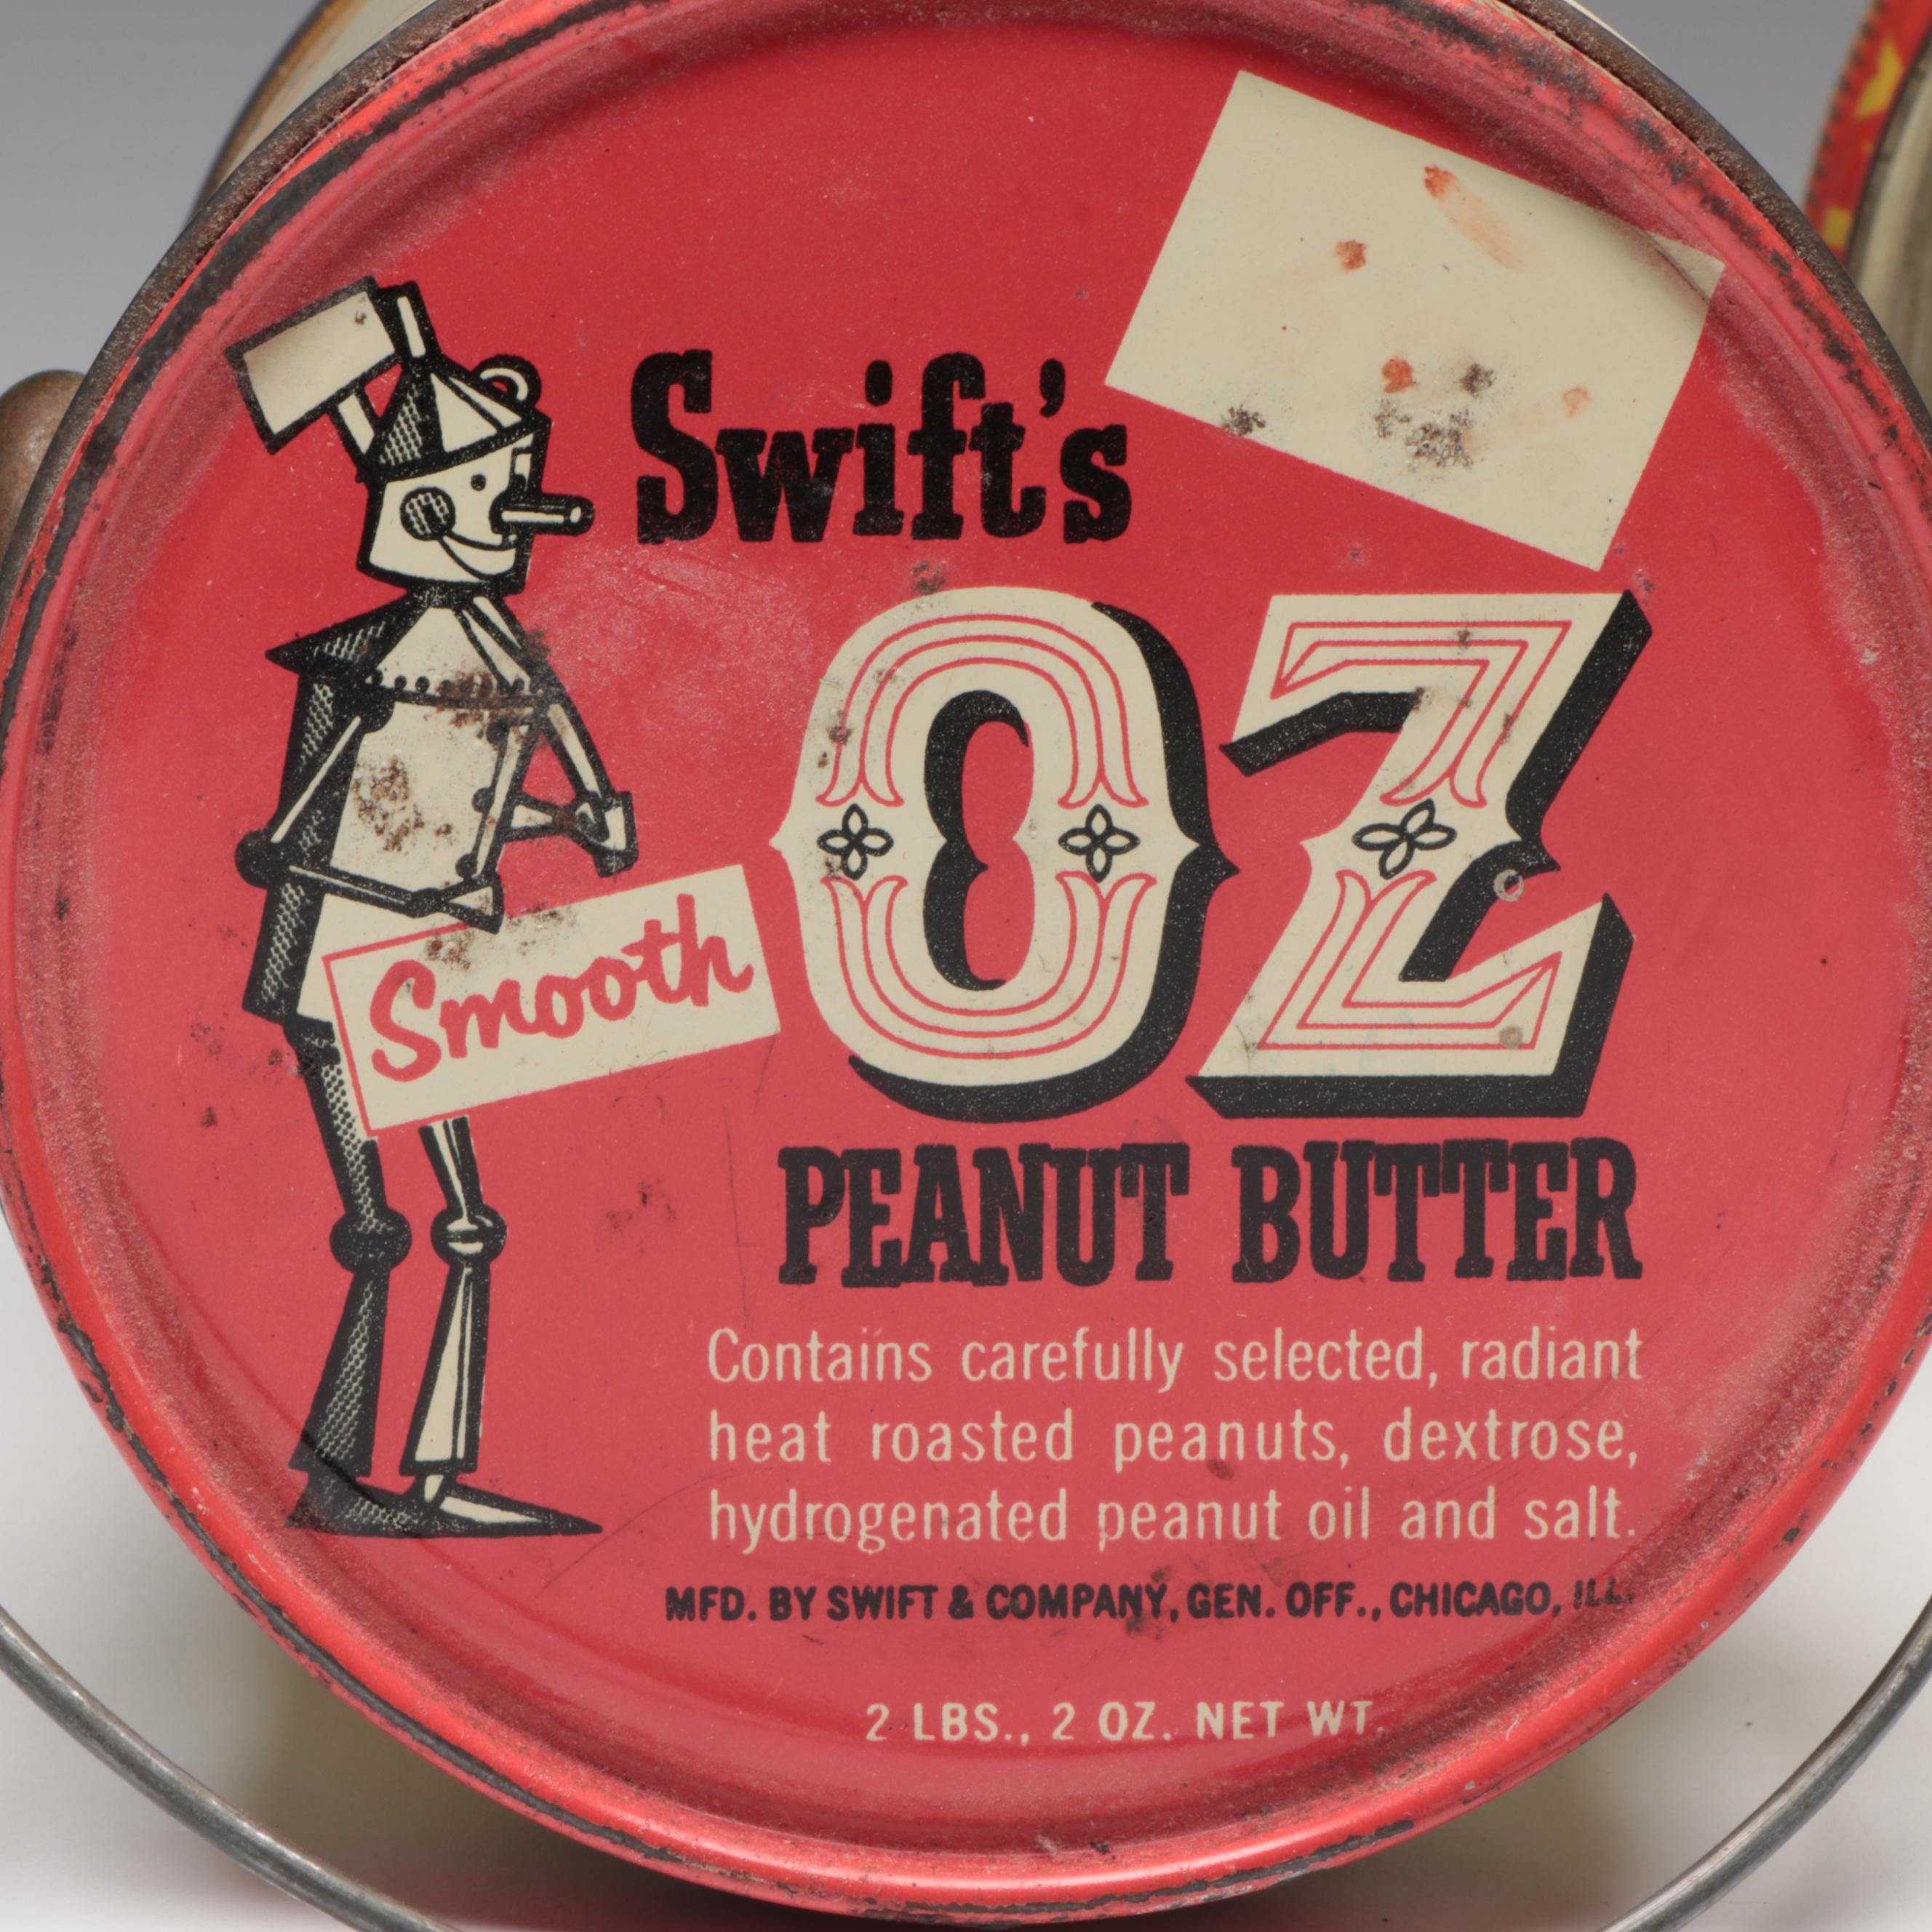 Swift's
OZ
Smooth
PEANUT BUTTER
Contains carefully selected, radiant
heat roasted peanuts, dextrose,
hydrogenated peanut oil and salt.
MFD. BY SWIFT & COMPANY, GEN. OFF., CHICAGO, ILL.
2 LBS., 2 OZ. NET WT.